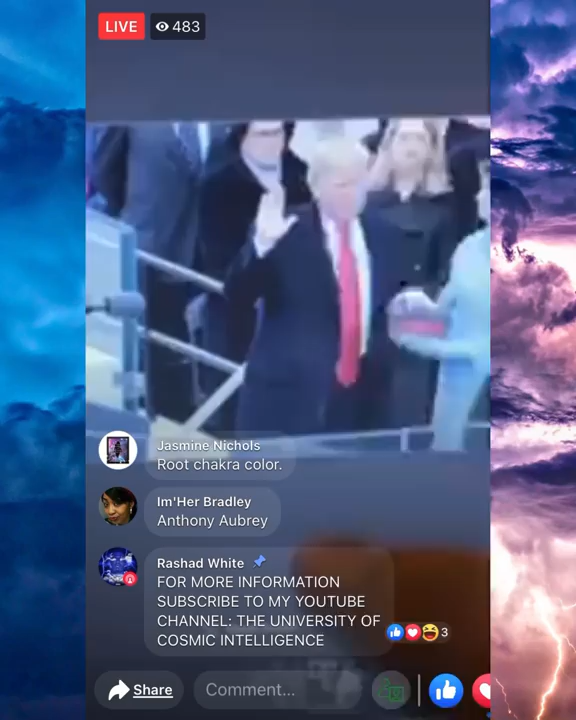 LIVE 483
Jasmine Nichols
Root chakra color.
Im'Her Bradley
Anthony Aubrey
Rashad White
FOR MORE INFORMATION
SUBSCRIBE TO MY YOUTUBE
CHANNEL: THE UNIVERSITY OF
COSMIC INTELLIGENCE
3
Share
Comment...